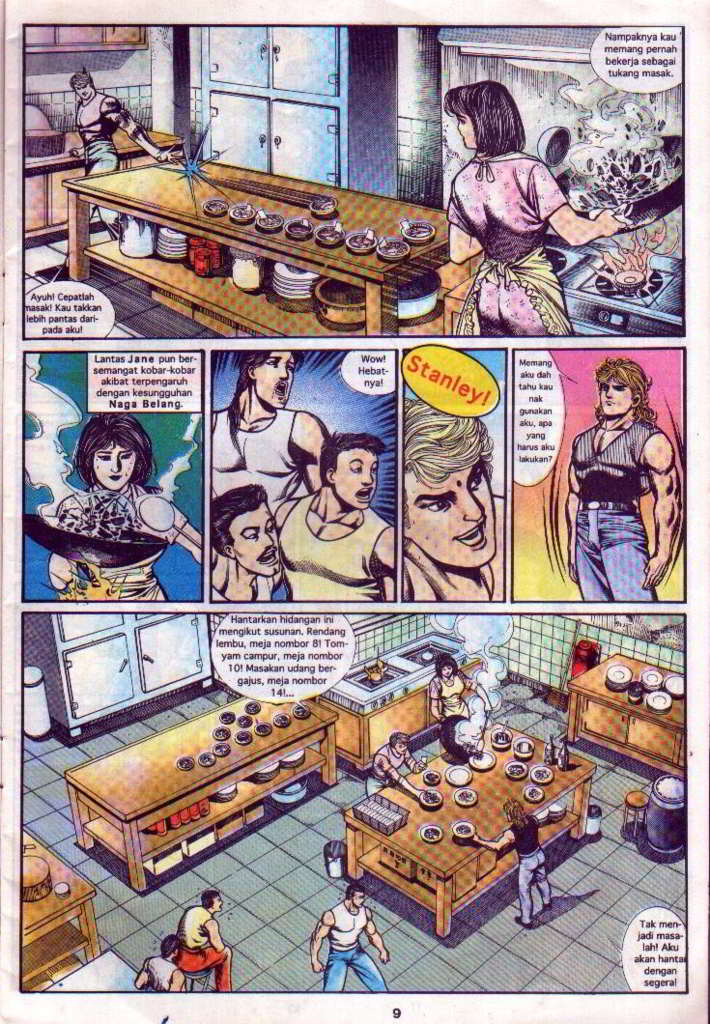 Nampaknya kau
memang pernah
bekerja sebagai
tukang masak.
Ayuh! Cepatlah
masak! Kau takkan
lebih pantas dari-
pada aku!
Lantas Jane pun ber-
semangat kobar-kobar
akibat terpengaruh
dengan kesungguhan
Naga Belang.
Wow!
Hebat-
nya!
Stanley!
Memang
aku dah
tahu kau
nak
gunakan
aku, apa
yang
harus aku
lakukan?
Hantarkan hidangan ini
mengikut susunan. Rendang
lembu, meja nombor 8! Tom-
yam campur, meja nombor
10! Masakan udang ber-
gajus, meja nombor
14!...
Tak men-
jadi masa-
lah! Aku
akan hantar
dengan
segera!
9